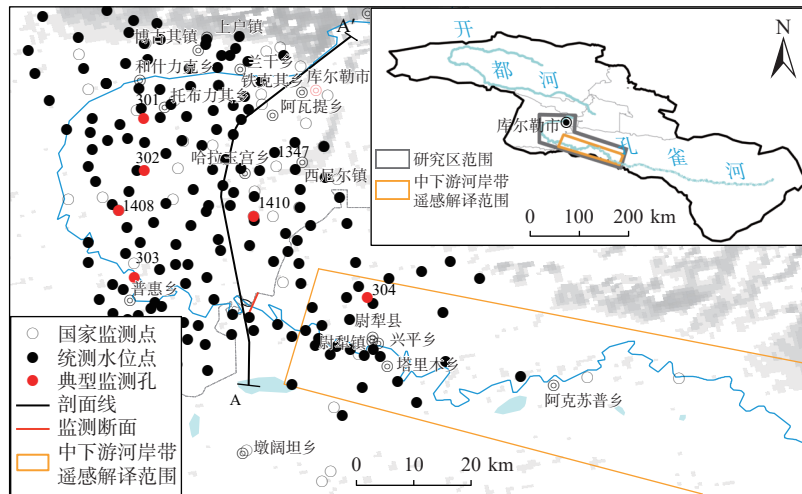 A′
上户镇
博古其镇
兰干乡
和什力克乡
铁克其乡
库尔勒市
301
托布力其乡
阿瓦提乡
302
哈拉玉宫乡
1347
西尼尔镇
1408
1410
303
普惠乡
304
尉犁县
尉犁镇
兴平乡
塔里木乡
A
阿克苏普乡
墩阔坦乡
国家监测点
统测水位点
典型监测孔
剖面线
监测断面
中下游河岸带
遥感解译范围
0 10 20 km
N
开
都
河
库尔勒市
孔
雀
河
研究区范围
中下游河岸带
遥感解译范围
0 100 200 km